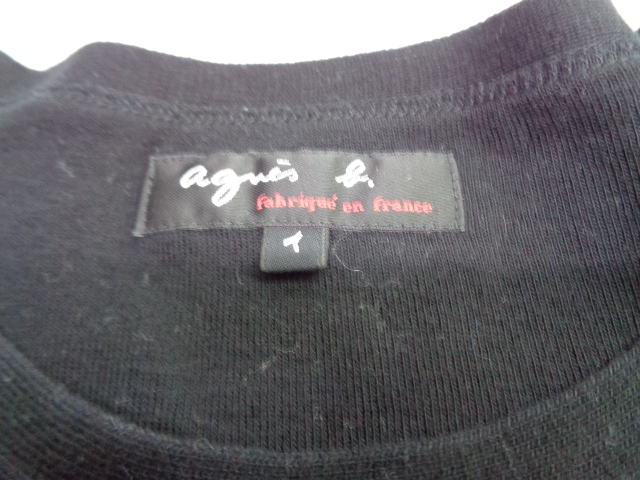 agnès b.
fabriqué en france
1